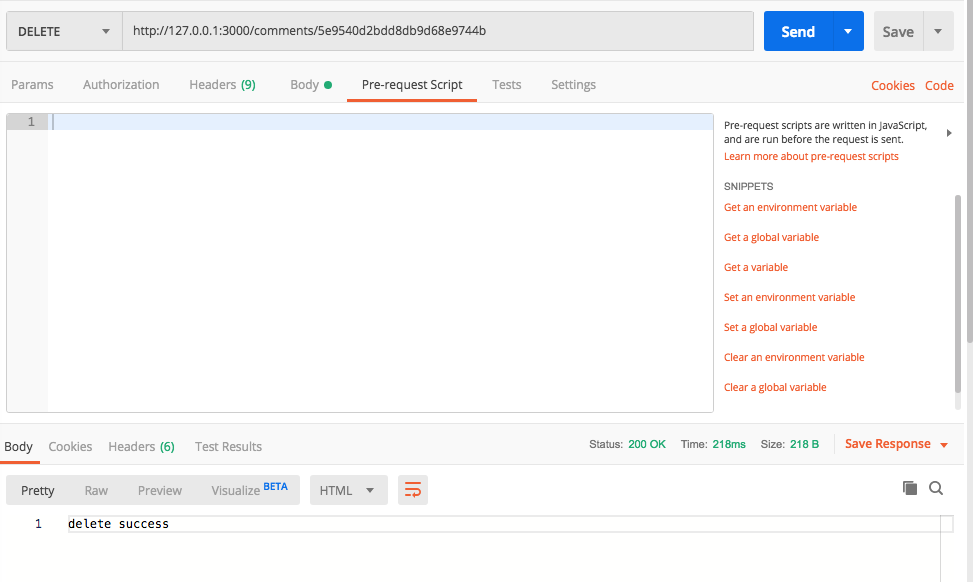 DELETE http://127.0.0.1:3000/comments/5e9540d2bdd8db9d68e9744b Send Save
Params Authorization Headers (9) Body Pre-request Script Tests Settings Cookies Code
1
Pre-request scripts are written in JavaScript,
and are run before the request is sent.
Learn more about pre-request scripts
SNIPPETS
Get an environment variable
Get a global variable
Get a variable
Set an environment variable
Set a global variable
Clear an environment variable
Clear a global variable
Body Cookies Headers (6) Test Results Status: 200 OK Time: 218ms Size: 218 B Save Response
Pretty Raw Preview Visualize BETA HTML
1 delete success